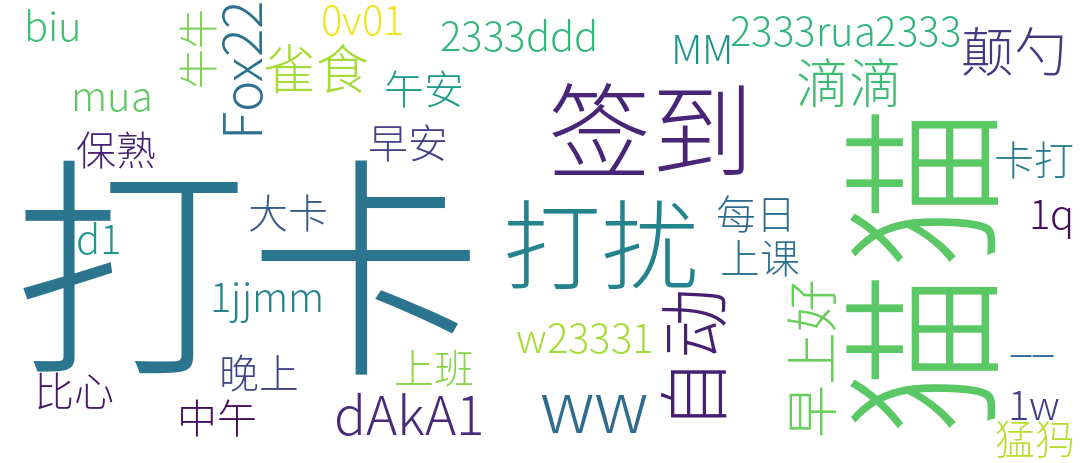 biu
牛牛
Fox22
0v01
2333ddd
MM
2333rua2333
颠勺
雀食
mua
午安
签到
滴滴
保熟
早安
猫猫
卡打
打卡
大卡
d1
打扰
每日
1q
上课
1jjmm
自动
早上好
w23331
晚上
上班
__
比心
中午
dAkA1
ww
1w
猛犸